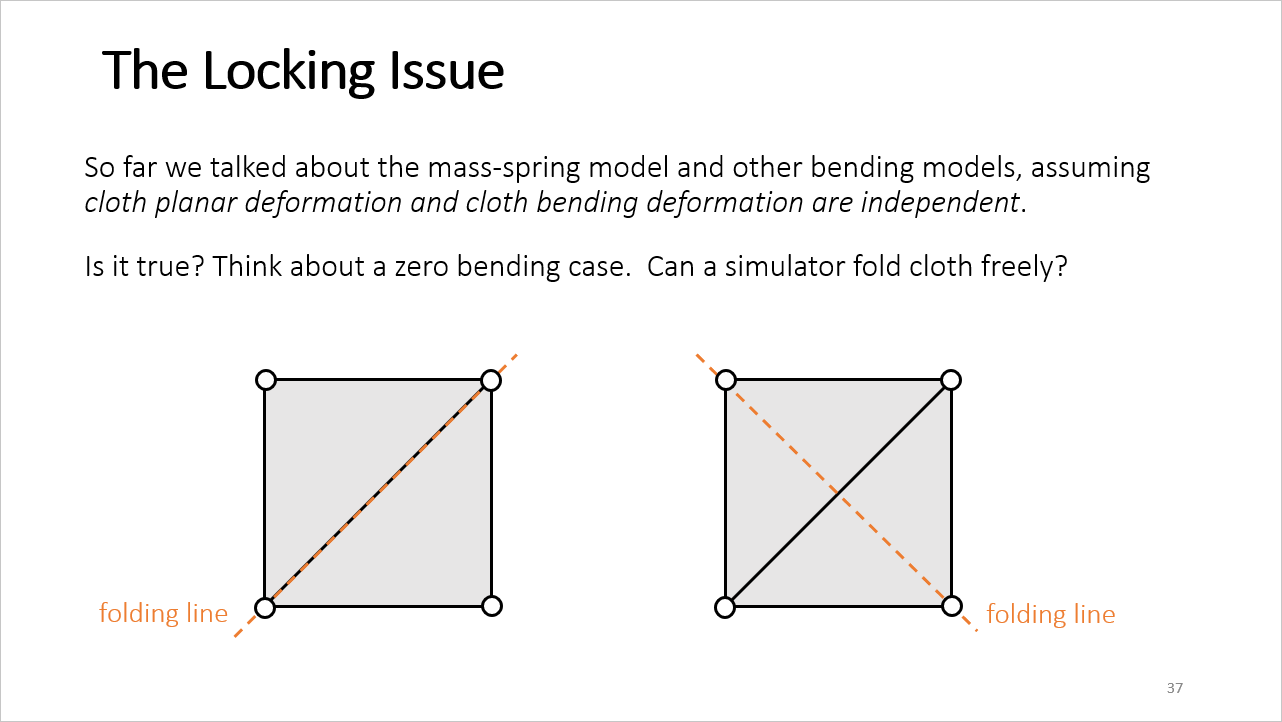 The Locking Issue
So far we talked about the mass-spring model and other bending models, assuming
cloth planar deformation and cloth bending deformation are independent.
Is it true? Think about a zero bending case.  Can a simulator fold cloth freely?
folding line
folding line
37